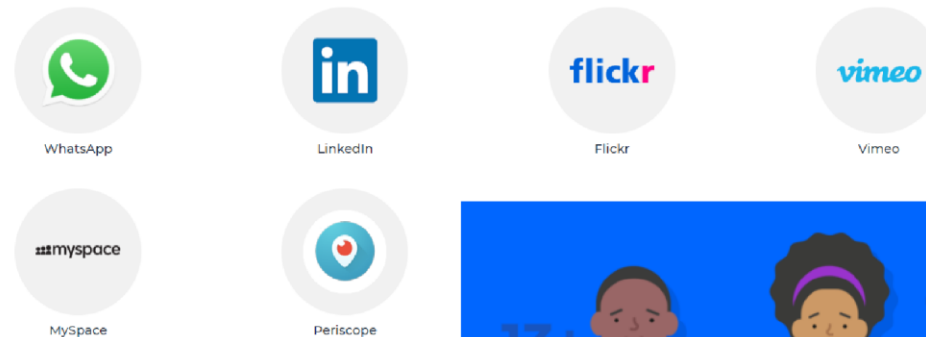 in
flickr
vimeo
WhatsApp
LinkedIn
Flickr
Vimeo
myspace
MySpace
Periscope